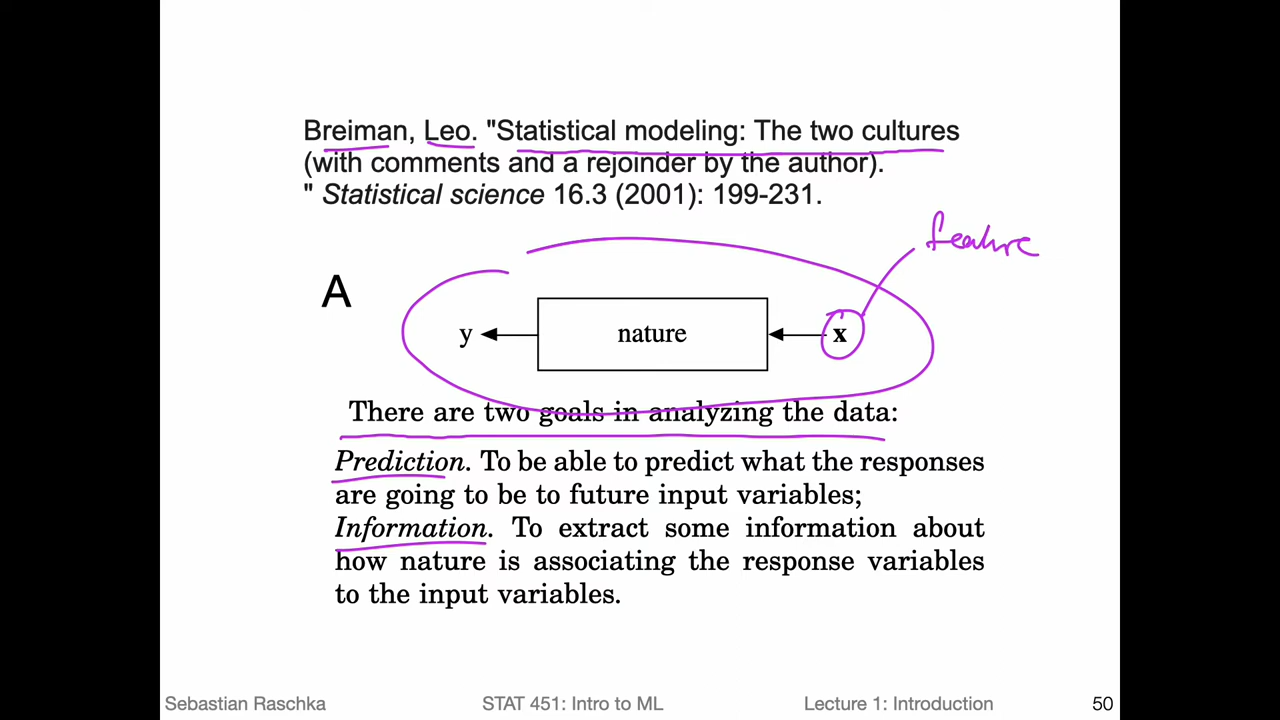 Breiman, Leo. "Statistical modeling: The two cultures
(with comments and a rejoinder by the author).
" Statistical science 16.3 (2001): 199-231.
feature
A
y nature x
There are two goals in analyzing the data:
Prediction. To be able to predict what the responses
are going to be to future input variables;
Information. To extract some information about
how nature is associating the response variables
to the input variables.
Sebastian Raschka STAT 451: Intro to ML Lecture 1: Introduction 50